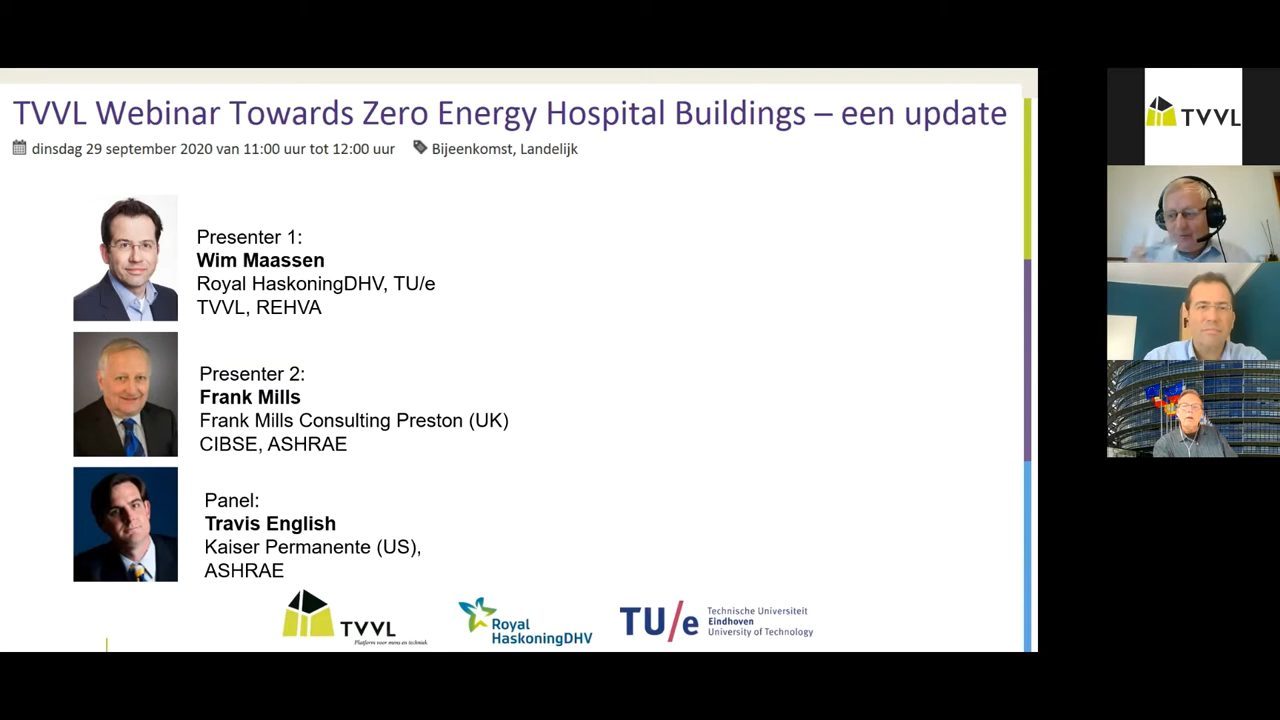 TVVL Webinar Towards Zero Energy Hospital Buildings – een update
dinsdag 29 september 2020 van 11:00 uur tot 12:00 uur Bijeenkomst, Landelijk
Presenter 1:
Wim Maassen
Royal HaskoningDHV, TU/e
TVVL, REHVA
Presenter 2:
Frank Mills
Frank Mills Consulting Preston (UK)
CIBSE, ASHRAE
Panel:
Travis English
Kaiser Permanente (US),
ASHRAE
TVVL
Platform voor mens en techniek
Royal
HaskoningDHV
TU/e
Technische Universiteit
Eindhoven
University of Technology
TVVL